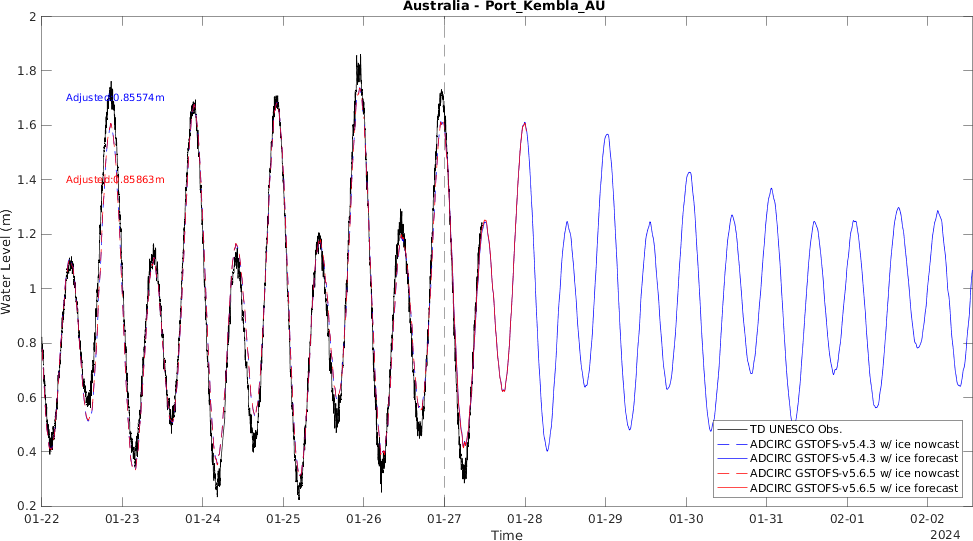 Australia - Port_Kembla_AU
2
1.8
1.6
1.4
1.2
1
0.8
0.6
0.4
0.2
Water Level (m)
Adjusted:0.85574m
Adjusted:0.85863m
TD UNESCO Obs.
ADCIRC GSTOFS-v5.4.3 w/ ice nowcast
ADCIRC GSTOFS-v5.4.3 w/ ice forecast
ADCIRC GSTOFS-v5.6.5 w/ ice nowcast
ADCIRC GSTOFS-v5.6.5 w/ ice forecast
01-22 01-23 01-24 01-25 01-26 01-27 01-28 01-29 01-30 01-31 02-01 02-02
Time
2024